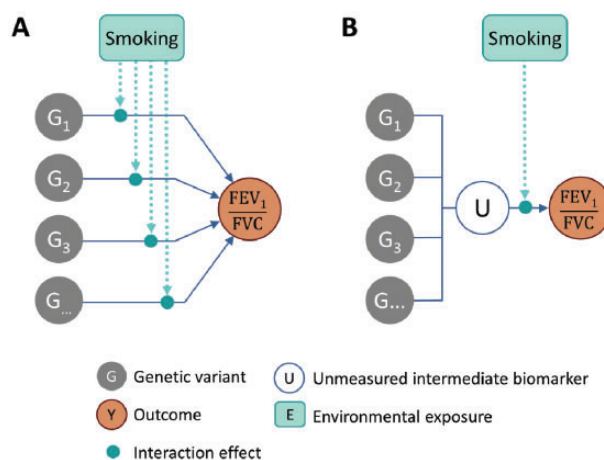 A
Smoking
G1
G2
G3
G...
FEV1
FVC
B
Smoking
G1
G2
G3
G...
U
FEV1
FVC
G Genetic variant
U Unmeasured intermediate biomarker
Y Outcome
E Environmental exposure
Interaction effect